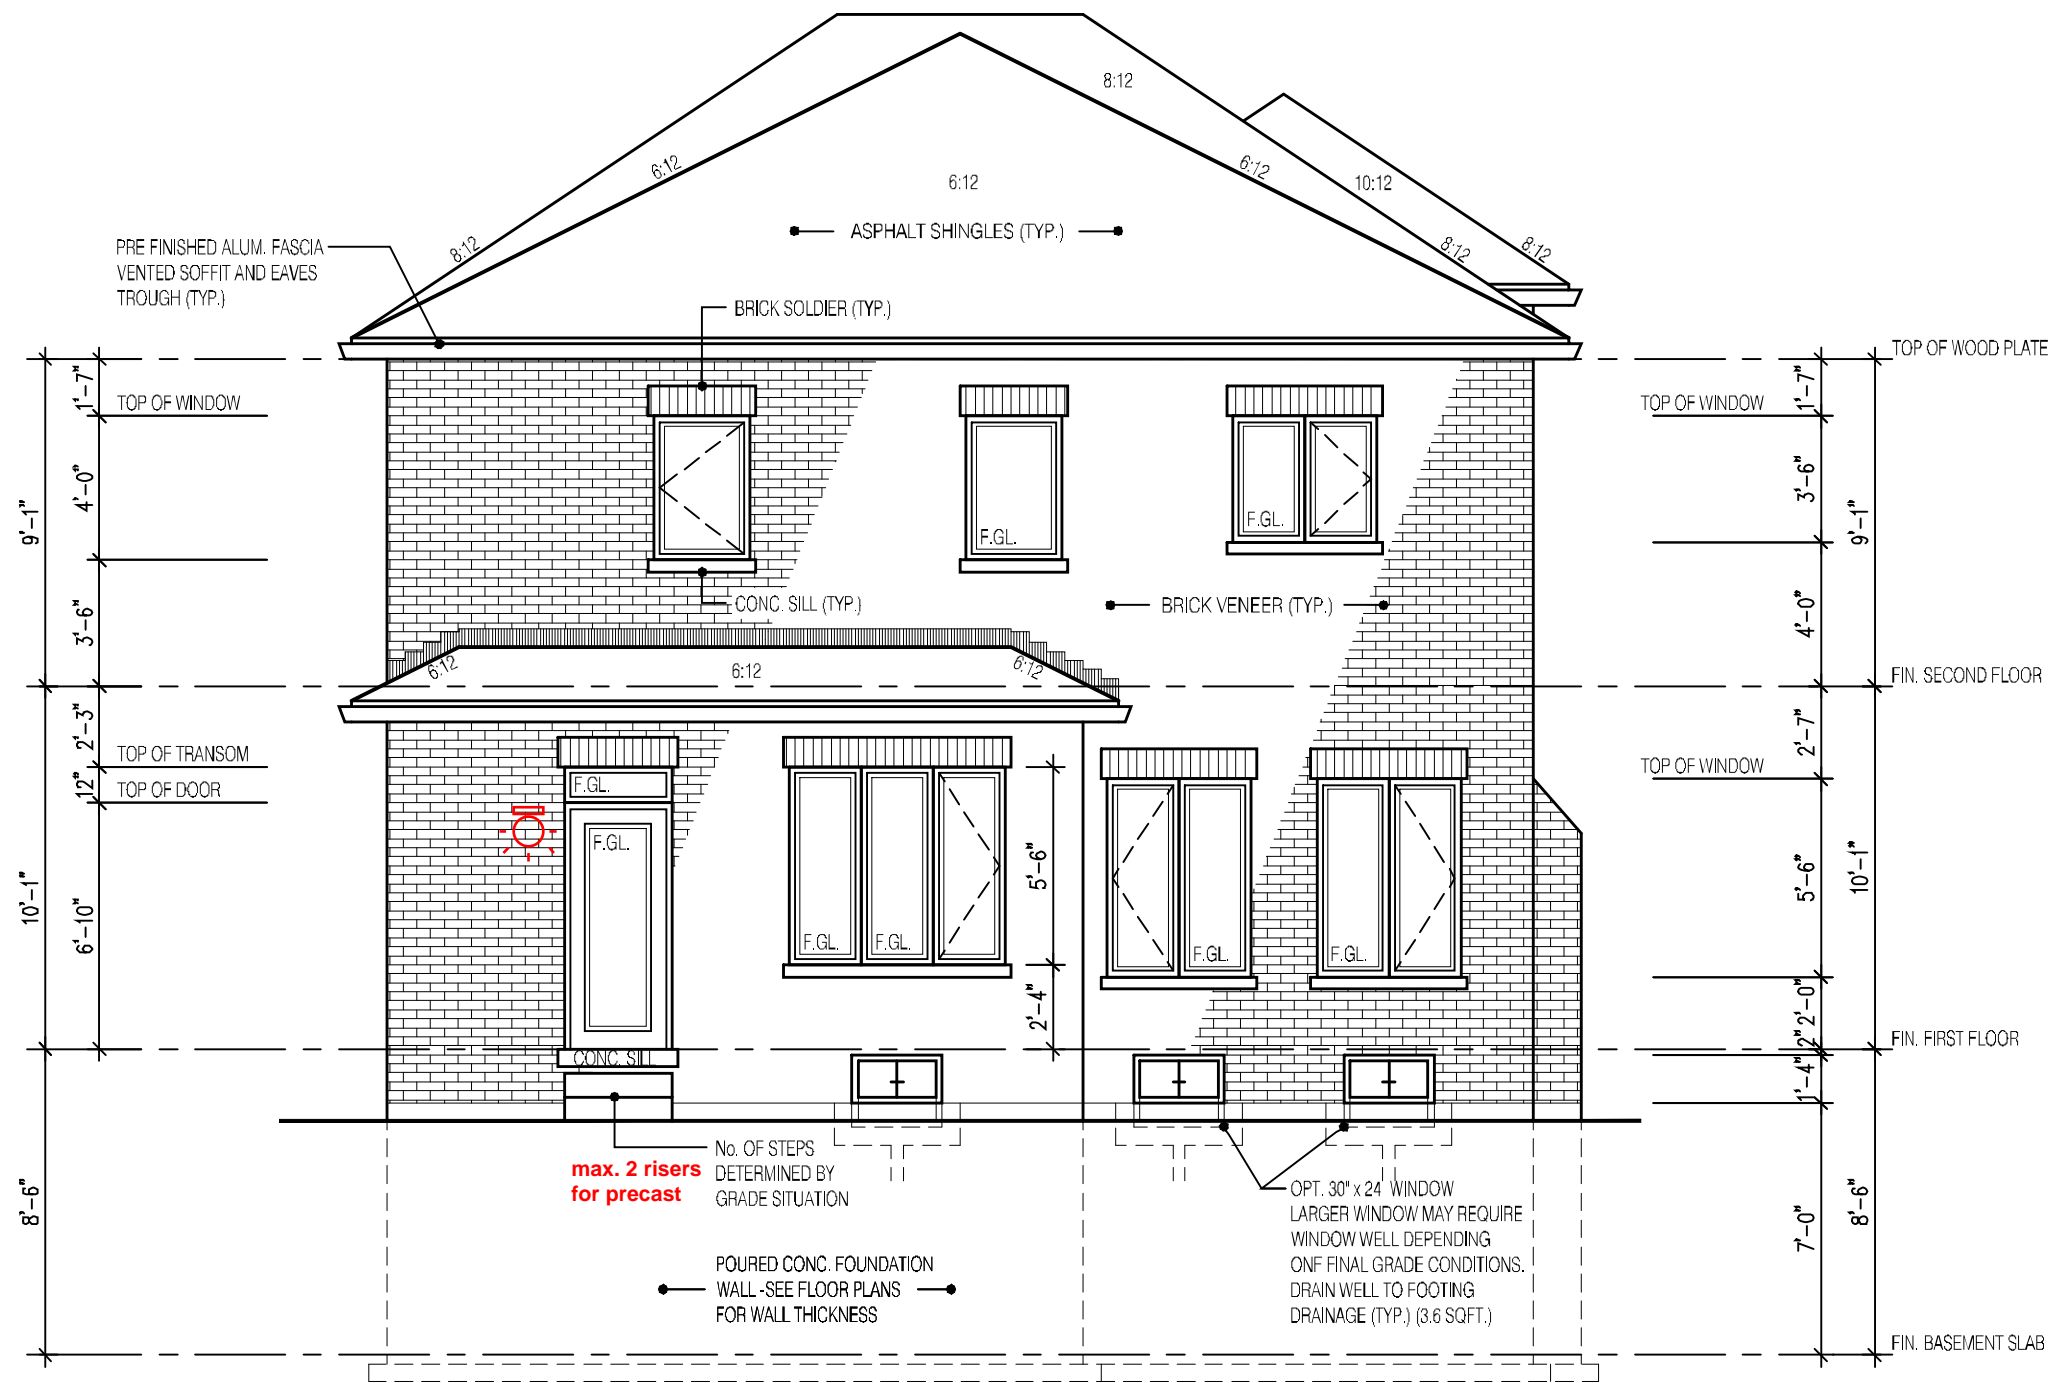 8:12
6:12
6:12
6:12
10:12
ASPHALT SHINGLES (TYP.)
8:12
8:12
8:12
PRE FINISHED ALUM. FASCIA
VENTED SOFFIT AND EAVES
TROUGH (TYP.)
BRICK SOLDIER (TYP.)
TOP OF WOOD PLATE
1'-7"
TOP OF WINDOW
TOP OF WINDOW
1'-7"
9'-1"
4'-0"
3'-6"
F.GL.
F.GL.
3'-6"
9'-1"
4'-0"
CONC. SILL (TYP.)
BRICK VENEER (TYP.)
6:12
6:12
6:12
FIN. SECOND FLOOR
2'-3"
TOP OF TRANSOM
12"
TOP OF DOOR
F.GL.
F.GL.
2'-7"
TOP OF WINDOW
10'-1"
6'-10"
5'-6"
5'-6"
10'-1"
F.GL.
F.GL.
F.GL.
F.GL.
2'-4"
2'-0"
2"
FIN. FIRST FLOOR
CONC. SILL
1'-4"
No. OF STEPS
DETERMINED BY
GRADE SITUATION
max. 2 risers
for precast
OPT. 30" x 24 WINDOW
LARGER WINDOW MAY REQUIRE
WINDOW WELL DEPENDING
ONF FINAL GRADE CONDITIONS.
DRAIN WELL TO FOOTING
DRAINAGE (TYP.) (3.6 SQFT.)
8'-6"
7'-0"
8'-6"
POURED CONC. FOUNDATION
WALL -SEE FLOOR PLANS
FOR WALL THICKNESS
FIN. BASEMENT SLAB